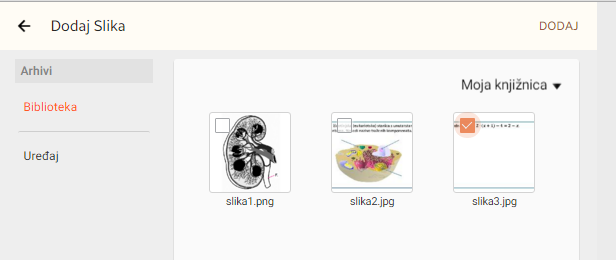 Dodaj Slika
DODAJ
Arhivi
Biblioteka
Uređaj
Moja knjižnica
slika1.png
slika2.jpg
slika3.jpg